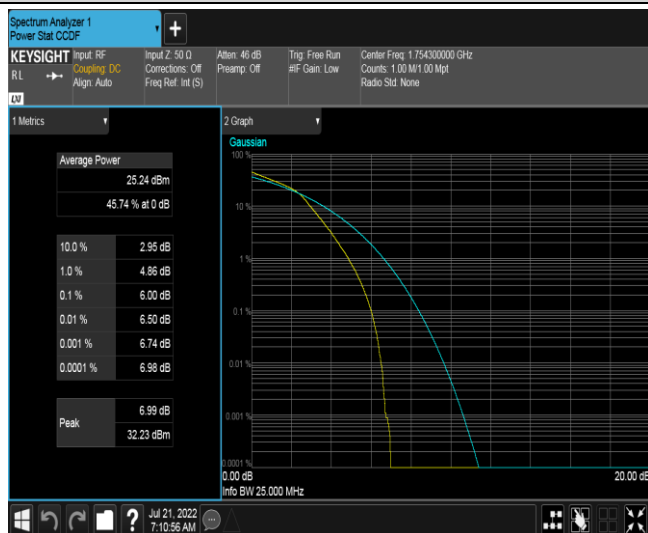 Spectrum Analyzer 1
Power Stat CCDF
KEYSIGHT
RL
LXI
Input: RF
Coupling: DC
Align: Auto
Input Z: 50 Ω
Corrections: Off
Freq Ref: Int (S)
Atten: 46 dB
Preamp: Off
Trig: Free Run
#IF Gain: Low
Center Freq: 1.754300000 GHz
Counts: 1.00 M/1.00 Mpt
Radio Std: None
1 Metrics
Average Power
25.24 dBm
45.74 % at 0 dB
10.0 % 2.95 dB
1.0 % 4.86 dB
0.1 % 6.00 dB
0.01 % 6.50 dB
0.001 % 6.74 dB
0.0001 % 6.98 dB
Peak
6.99 dB
32.23 dBm
2 Graph
Gaussian
100 %
10 %
1 %
0.1 %
0.01 %
0.001 %
0.0001 %
0.00 dB
20.00 dB
Info BW 25.000 MHz
Jul 21, 2022
7:10:56 AM